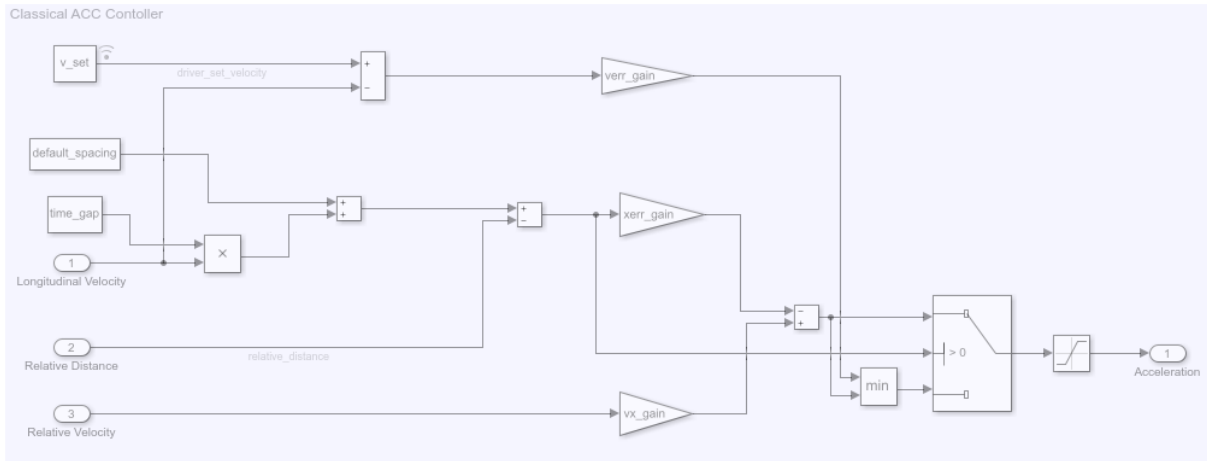 Classical ACC Contoller
v_set
driver_set_velocity
+
−
verr_gain
default_spacing
time_gap
+
+
+
−
xerr_gain
×
1
Longitudinal Velocity
−
+
2
Relative Distance
relative_distance
> 0
1
Acceleration
min
3
Relative Velocity
vx_gain